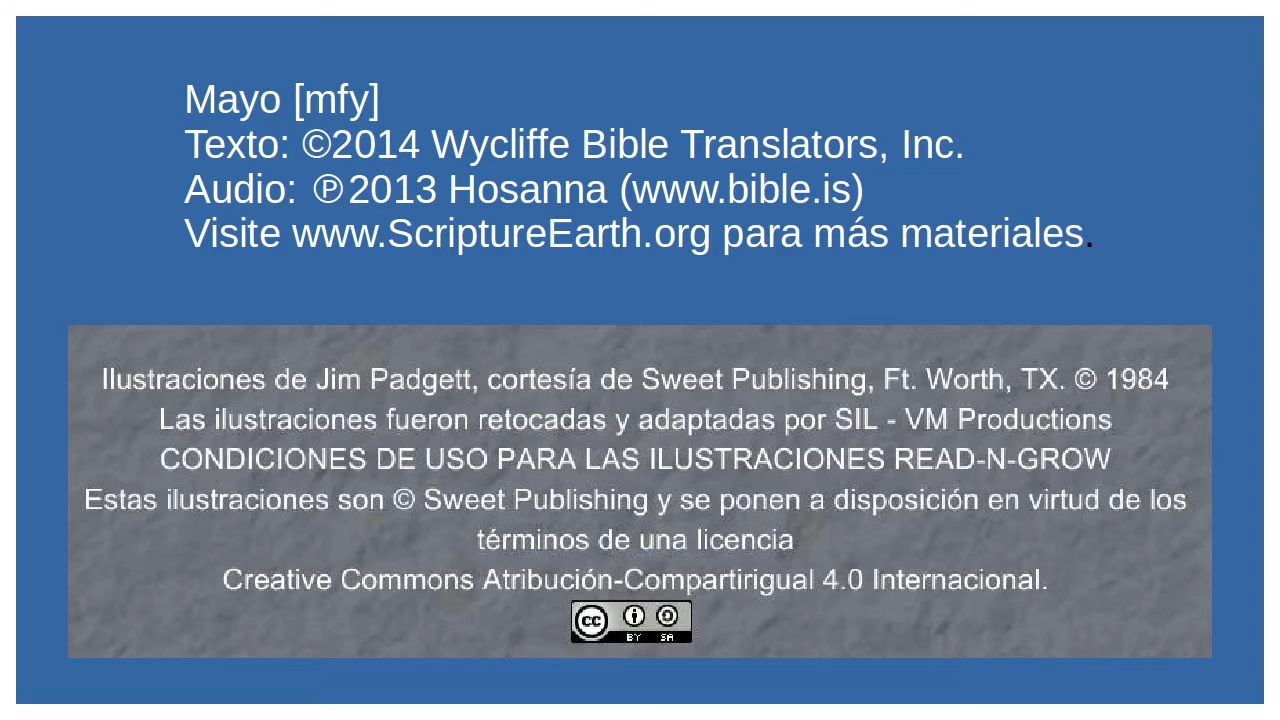 Mayo [mfy]
Texto: ©2014 Wycliffe Bible Translators, Inc.
Audio: ℗2013 Hosanna (www.bible.is)
Visite www.ScriptureEarth.org para más materiales.
Ilustraciones de Jim Padgett, cortesía de Sweet Publishing, Ft. Worth, TX. © 1984
Las ilustraciones fueron retocadas y adaptadas por SIL - VM Productions
CONDICIONES DE USO PARA LAS ILUSTRACIONES READ-N-GROW
Estas ilustraciones son © Sweet Publishing y se ponen a disposición en virtud de los
términos de una licencia
Creative Commons Atribución-Compartirigual 4.0 Internacional.
cc BY SA